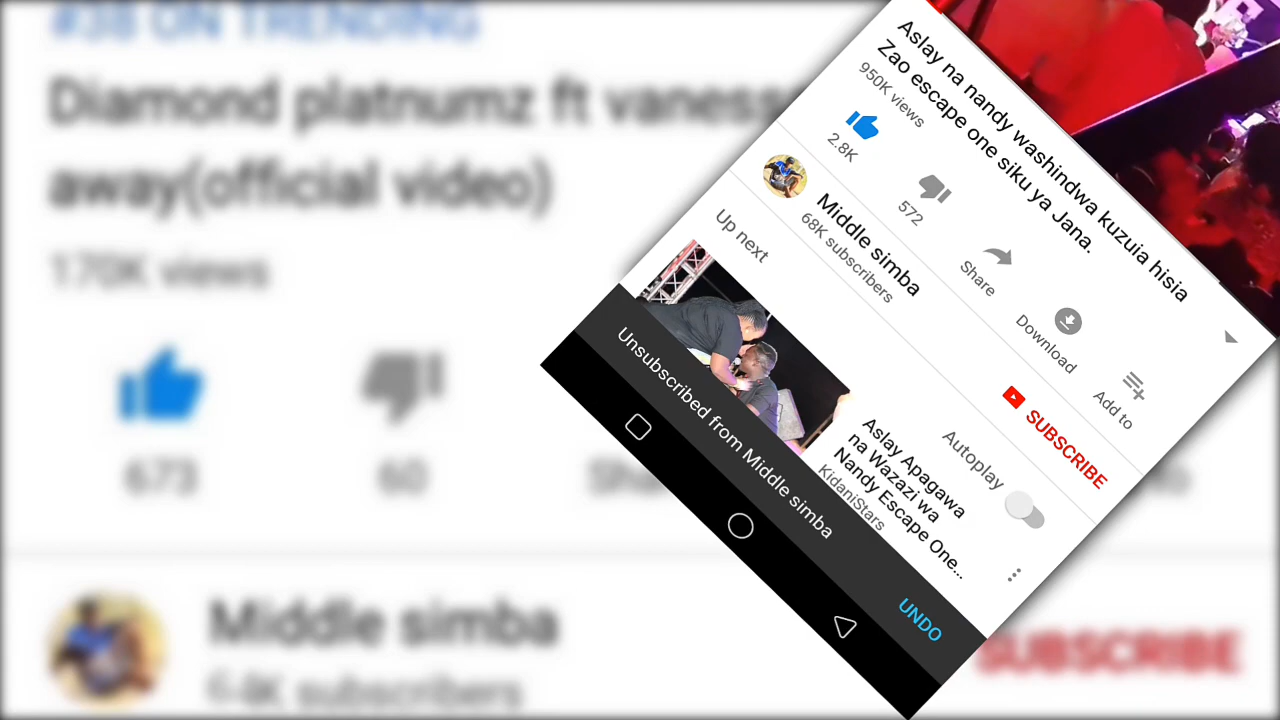 #38 ON TRENDING
Diamond platnumz ft
away(official video)
170K views
673
60
Middle simba
subscribers
SUBSCRIBE
Aslay na nandy washindwa kuzuia hisia
Zao escape one siku ya Jana.
950K views
2.8K
572
Share
Download
Add to
Middle simba
68K subscribers
SUBSCRIBE
Up next
Autoplay
Aslay Apagawa
na Wazazi wa
Nandy Escape One...
KidaniStars
Unsubscribed from Middle simba
UNDO